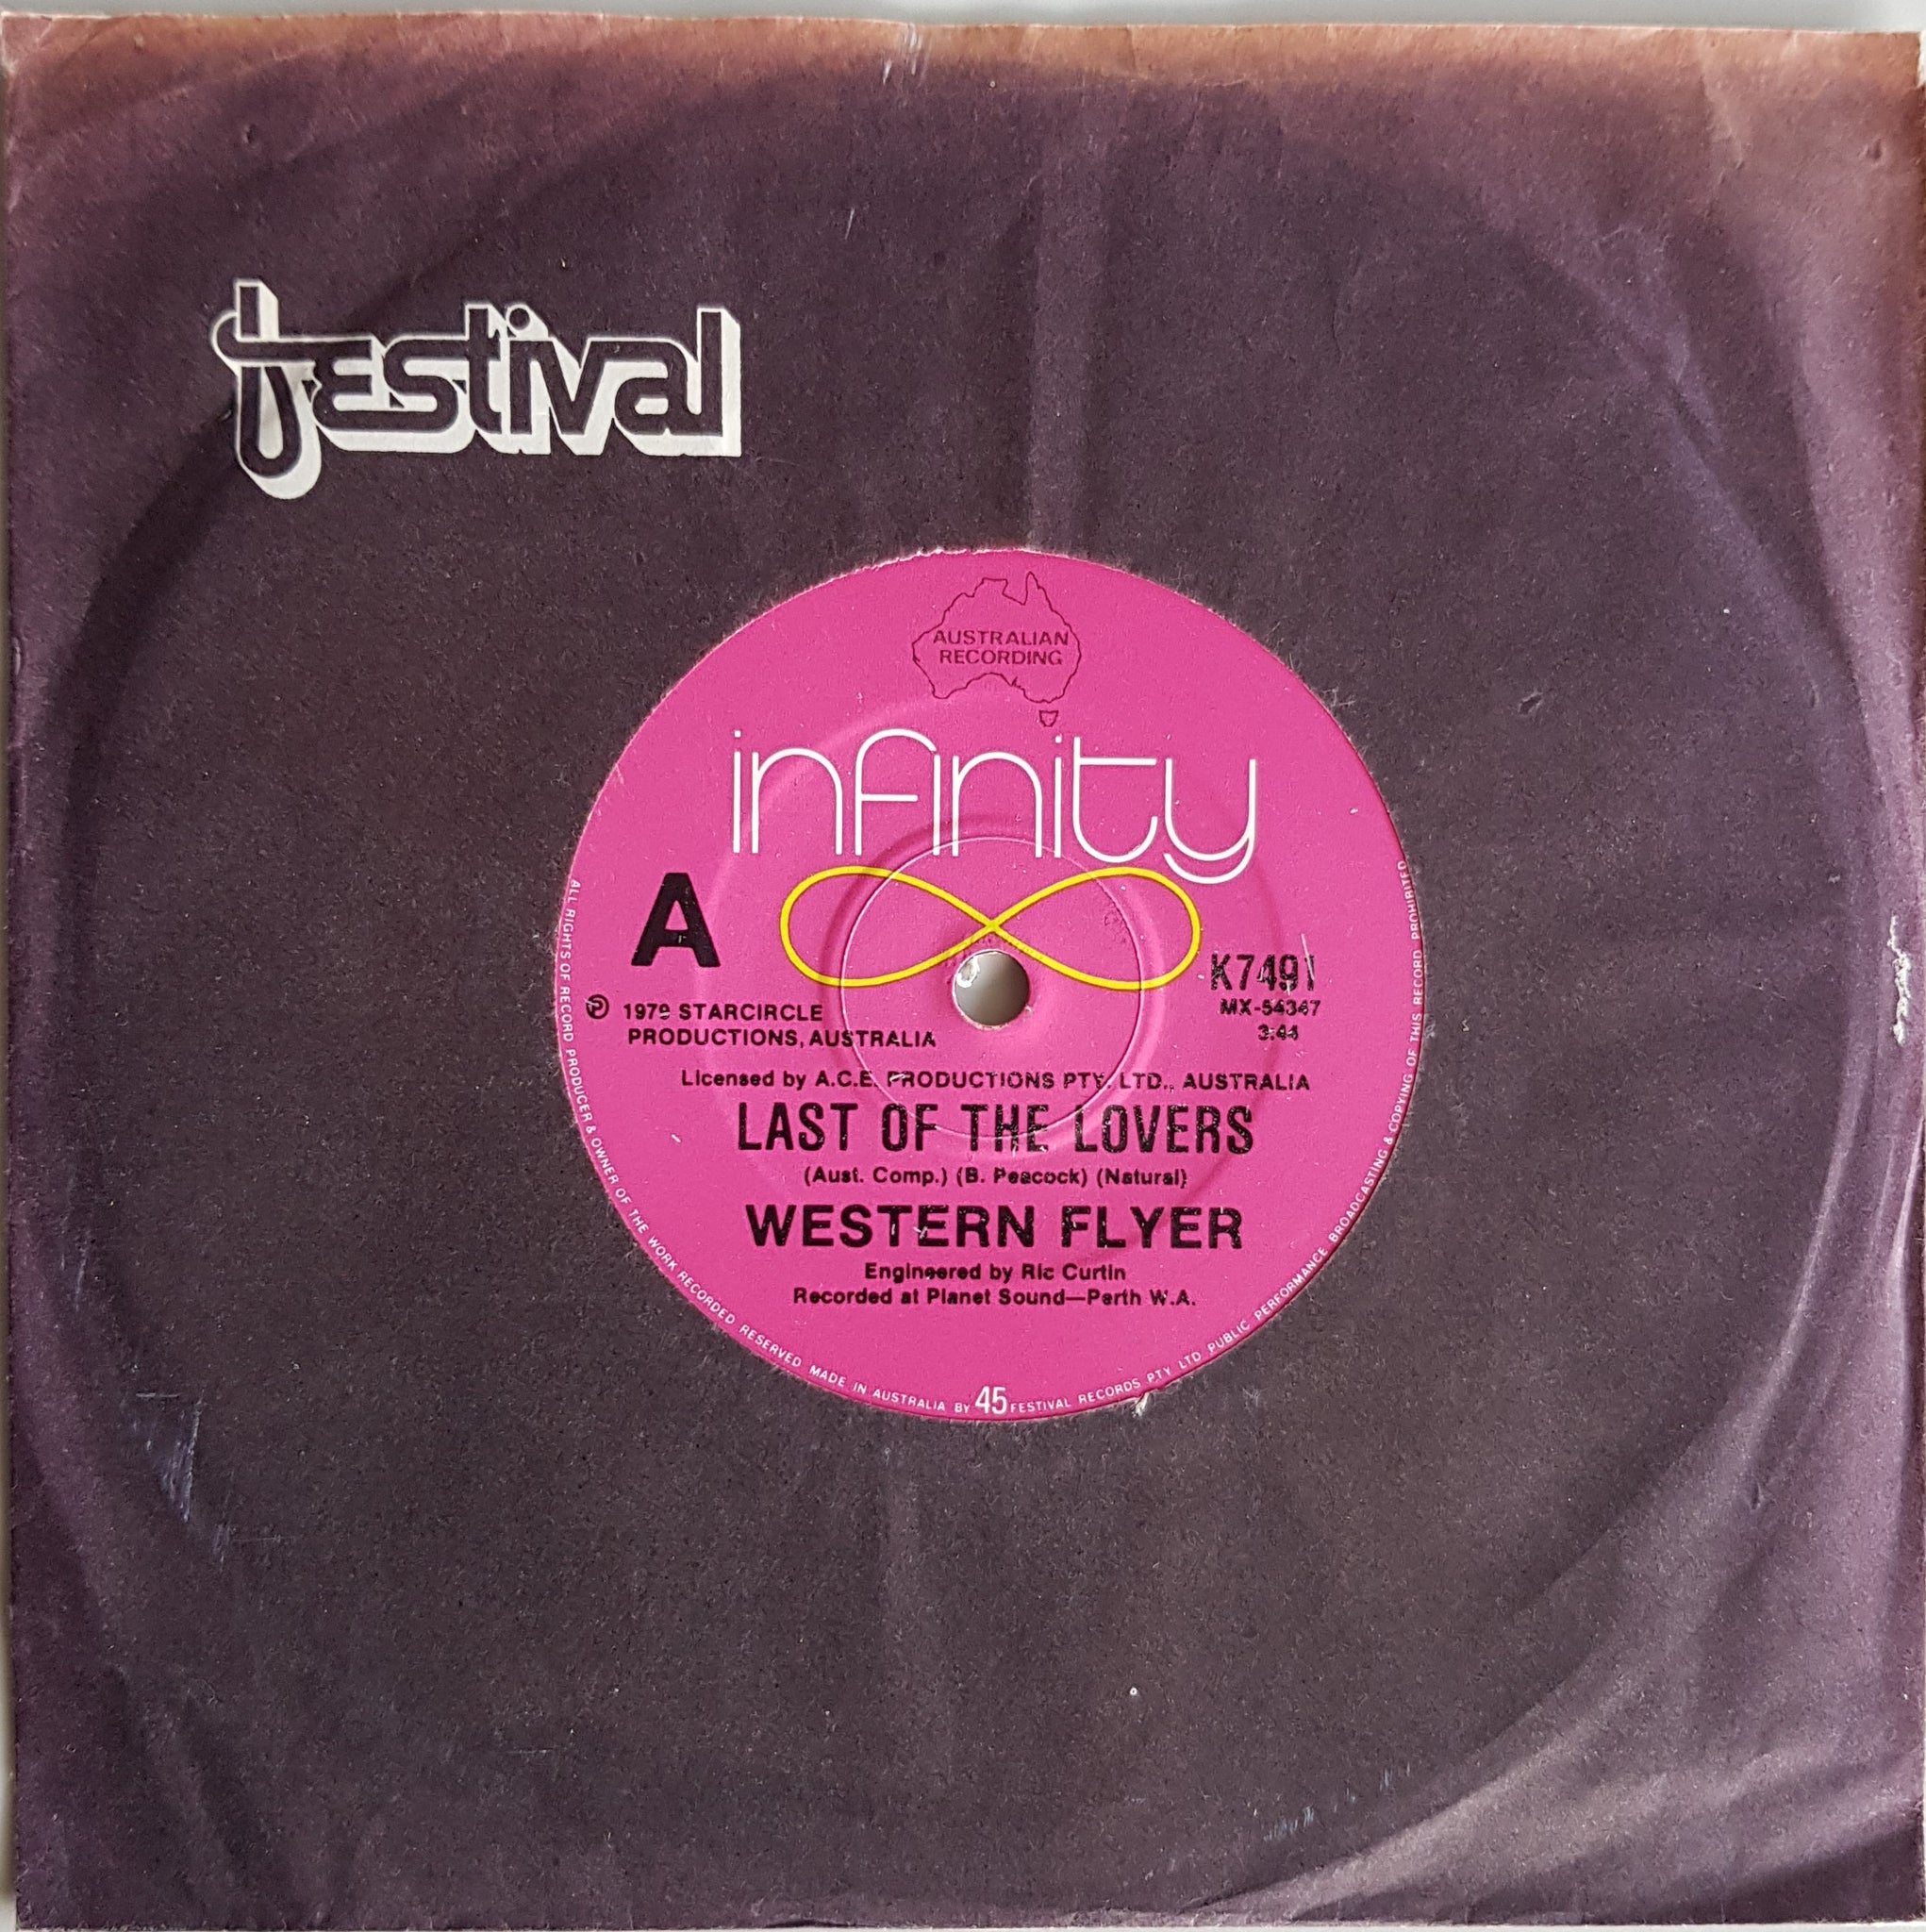 festival
AUSTRALIAN
RECORDING
infinity
A
K7491
MX-54347
3:44
℗ 1979 STARCIRCLE
PRODUCTIONS, AUSTRALIA
Licensed by A.C.E. PRODUCTIONS PTY. LTD., AUSTRALIA
LAST OF THE LOVERS
(Aust. Comp.) (B. Peacock) (Natural)
WESTERN FLYER
Engineered by Ric Curtin
Recorded at Planet Sound—Perth W.A.
ALL RIGHTS OF RECORD PRODUCER & OWNER OF THE WORK RECORDED RESERVED MADE IN AUSTRALIA BY 45 FESTIVAL RECORDS PTY LTD PUBLIC PERFORMANCE BROADCASTING & COPYING OF THIS RECORD PROHIBITED